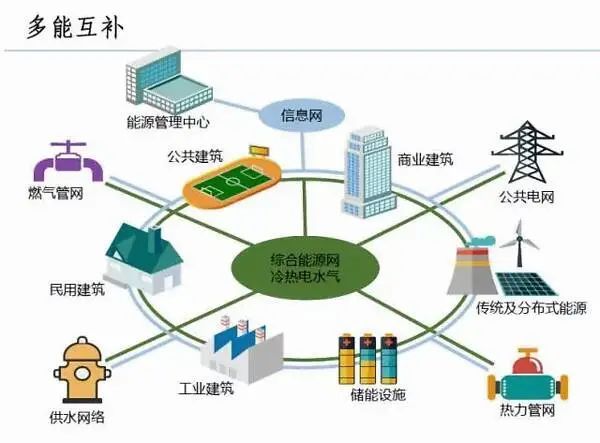 多能互补
能源管理中心
信息网
公共建筑
商业建筑
燃气管网
公共电网
综合能源网
冷热电水气
民用建筑
传统及分布式能源
工业建筑
储能设施
供水网络
热力管网